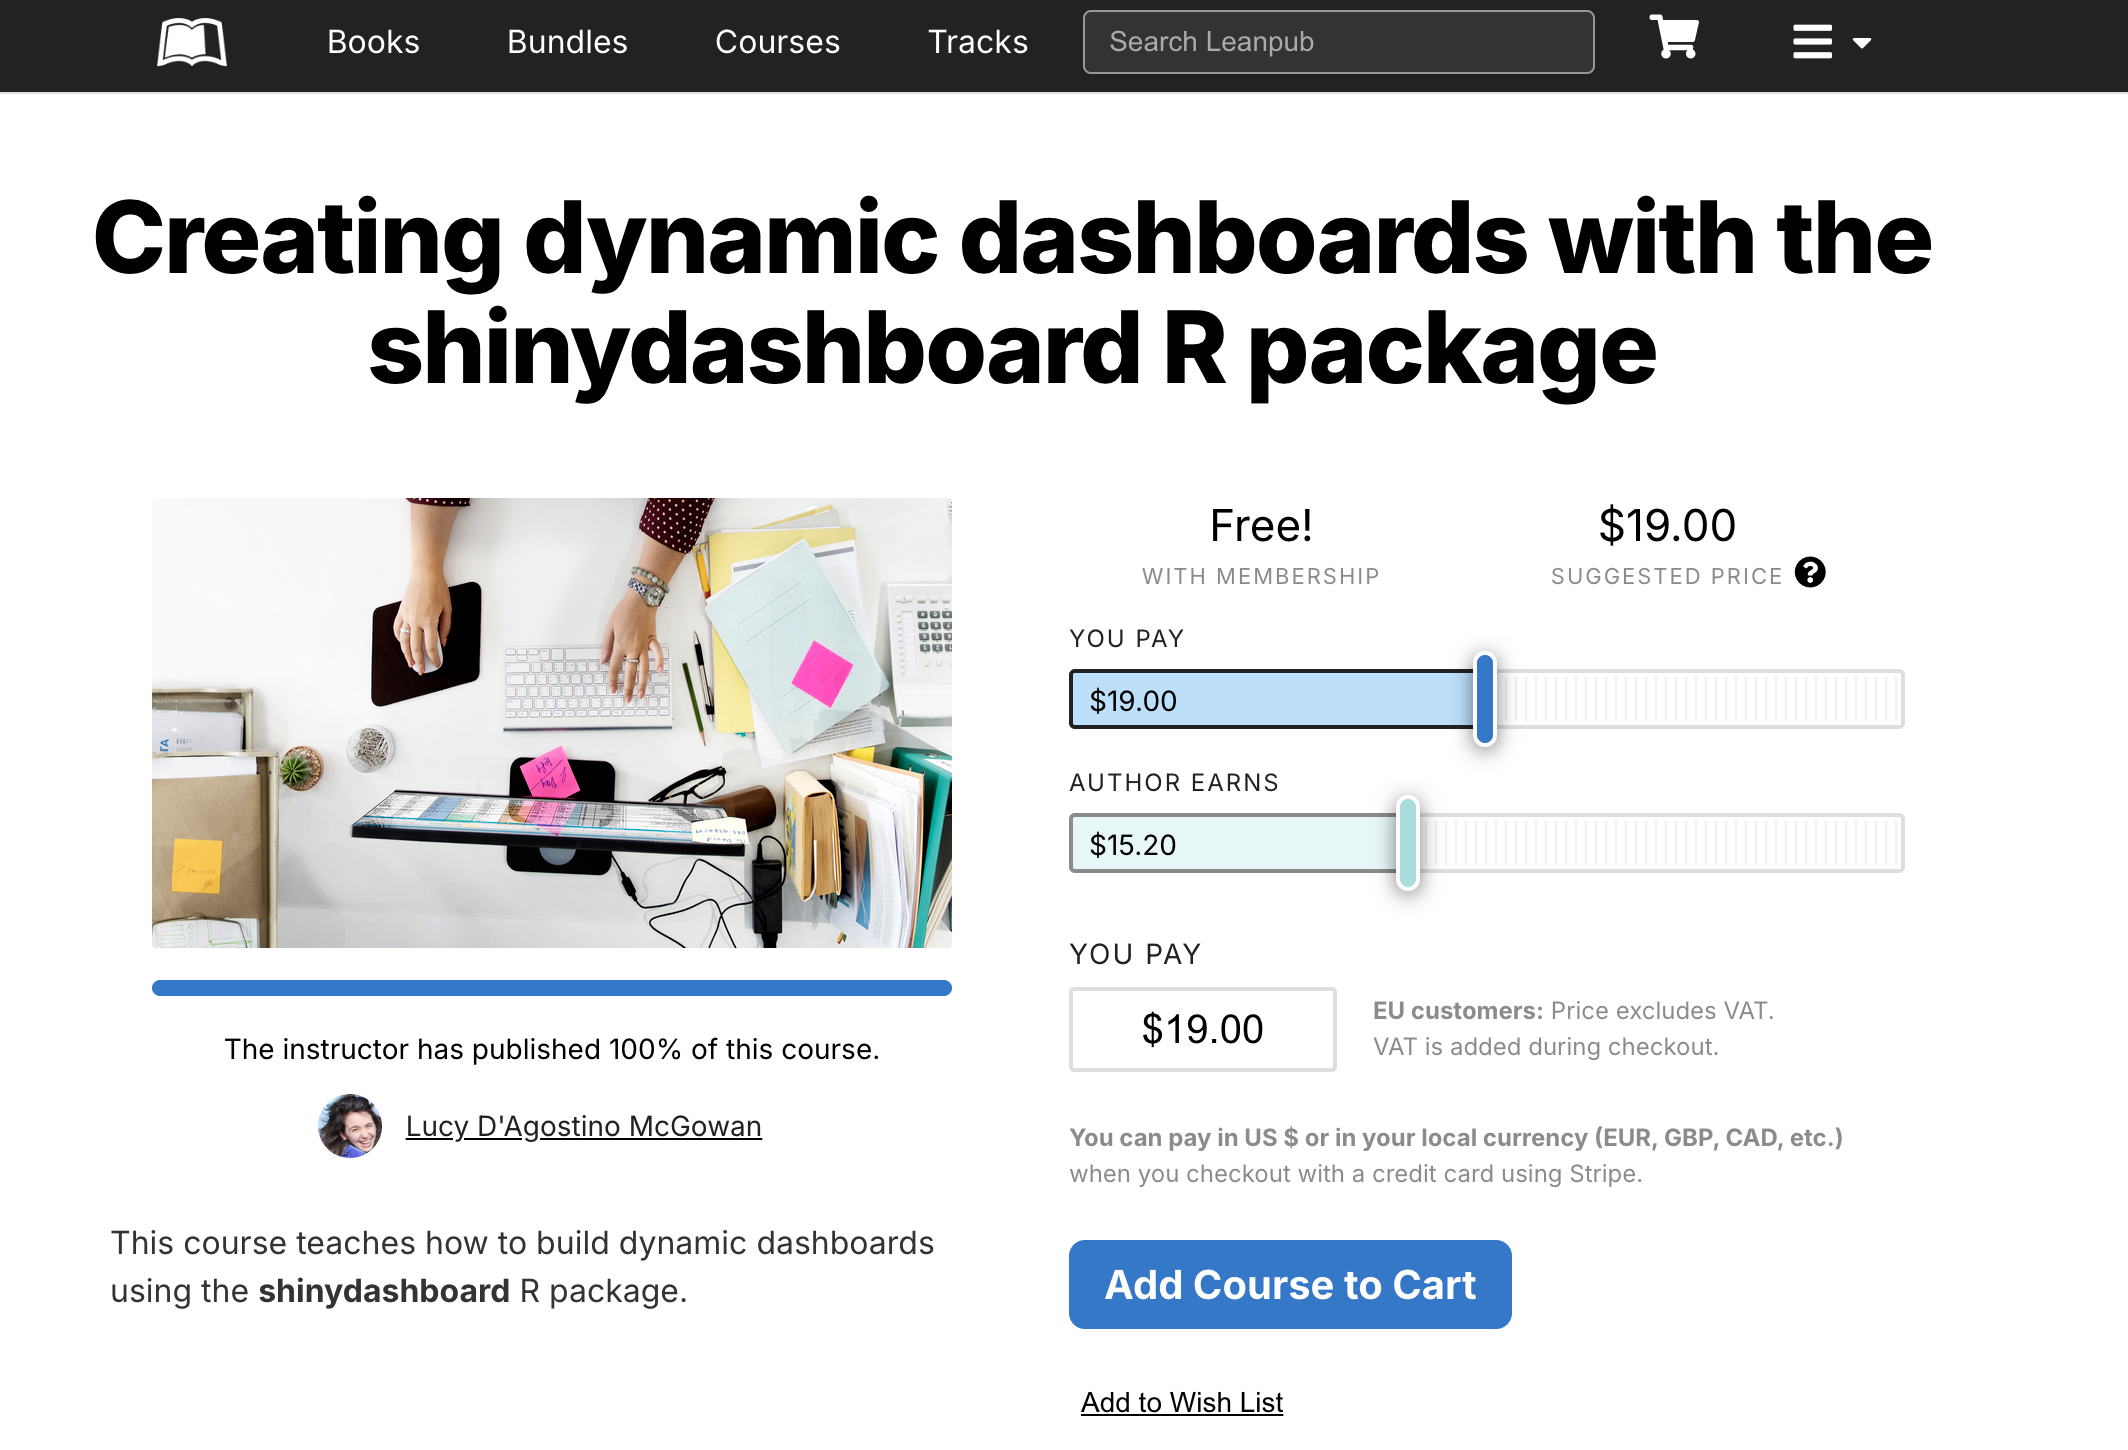 Books Bundles Courses Tracks Search Leanpub
Creating dynamic dashboards with the
shinydashboard R package
The instructor has published 100% of this course.
Lucy D'Agostino McGowan
This course teaches how to build dynamic dashboards
using the shinydashboard R package.
Free! $19.00
WITH MEMBERSHIP SUGGESTED PRICE ?
YOU PAY
$19.00
AUTHOR EARNS
$15.20
YOU PAY
$19.00
EU customers: Price excludes VAT.
VAT is added during checkout.
You can pay in US $ or in your local currency (EUR, GBP, CAD, etc.)
when you checkout with a credit card using Stripe.
Add Course to Cart
Add to Wish List